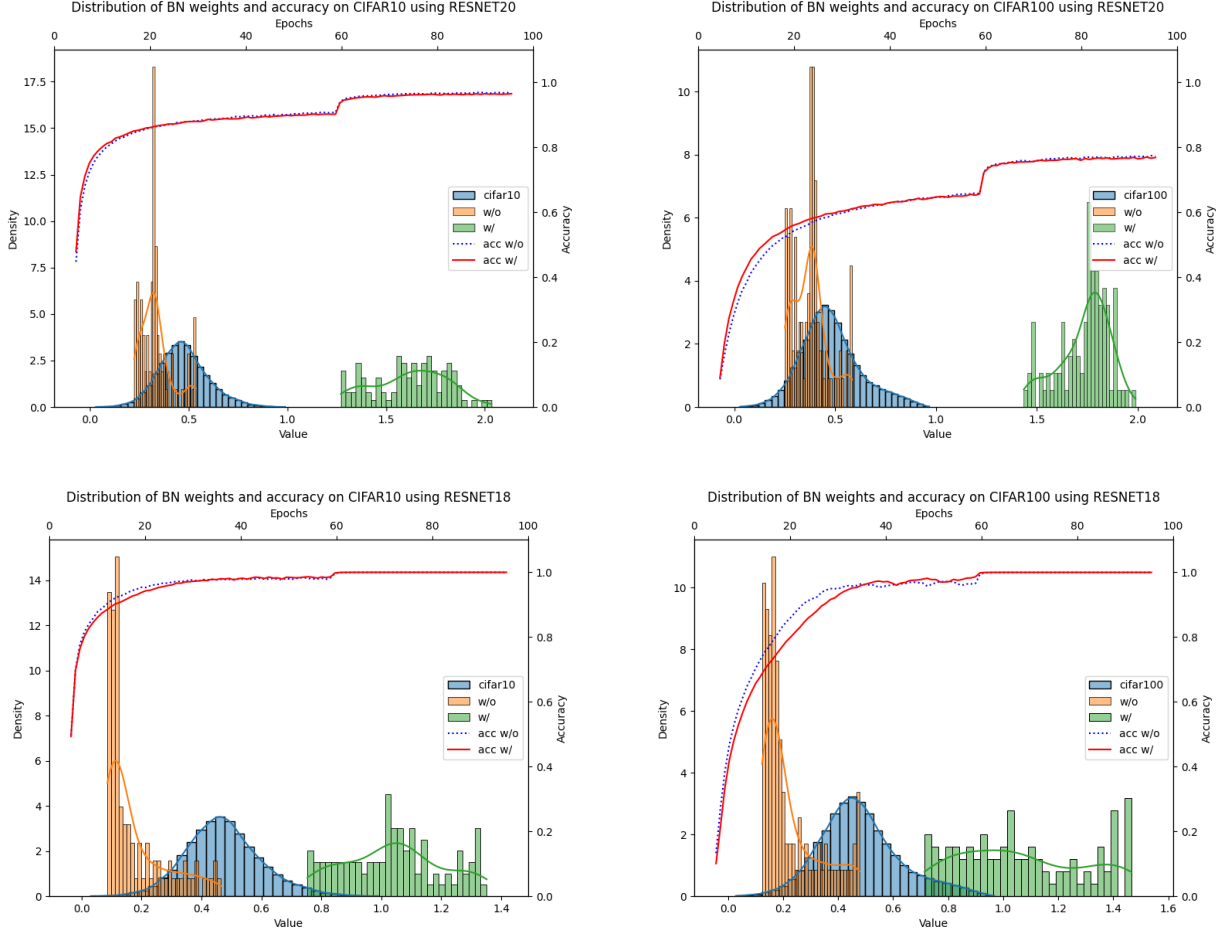 Distribution of BN weights and accuracy on CIFAR10 using RESNET20
Epochs
0 20 40 60 80 100
17.5
15.0
12.5
10.0
7.5
5.0
2.5
0.0
Density
1.0
0.8
0.6
0.4
0.2
0.0
Accuracy
cifar10
w/o
w/
acc w/o
acc w/
0.0 0.5 1.0 1.5 2.0
Value
Distribution of BN weights and accuracy on CIFAR100 using RESNET20
Epochs
0 20 40 60 80 100
10
8
6
4
2
0
Density
1.0
0.8
0.6
0.4
0.2
0.0
Accuracy
cifar100
w/o
w/
acc w/o
acc w/
0.0 0.5 1.0 1.5 2.0
Value
Distribution of BN weights and accuracy on CIFAR10 using RESNET18
Epochs
0 20 40 60 80 100
14
12
10
8
6
4
2
0
Density
1.0
0.8
0.6
0.4
0.2
0.0
Accuracy
cifar10
w/o
w/
acc w/o
acc w/
0.0 0.2 0.4 0.6 0.8 1.0 1.2 1.4
Value
Distribution of BN weights and accuracy on CIFAR100 using RESNET18
Epochs
0 20 40 60 80 100
10
8
6
4
2
0
Density
1.0
0.8
0.6
0.4
0.2
0.0
Accuracy
cifar100
w/o
w/
acc w/o
acc w/
0.0 0.2 0.4 0.6 0.8 1.0 1.2 1.4 1.6
Value